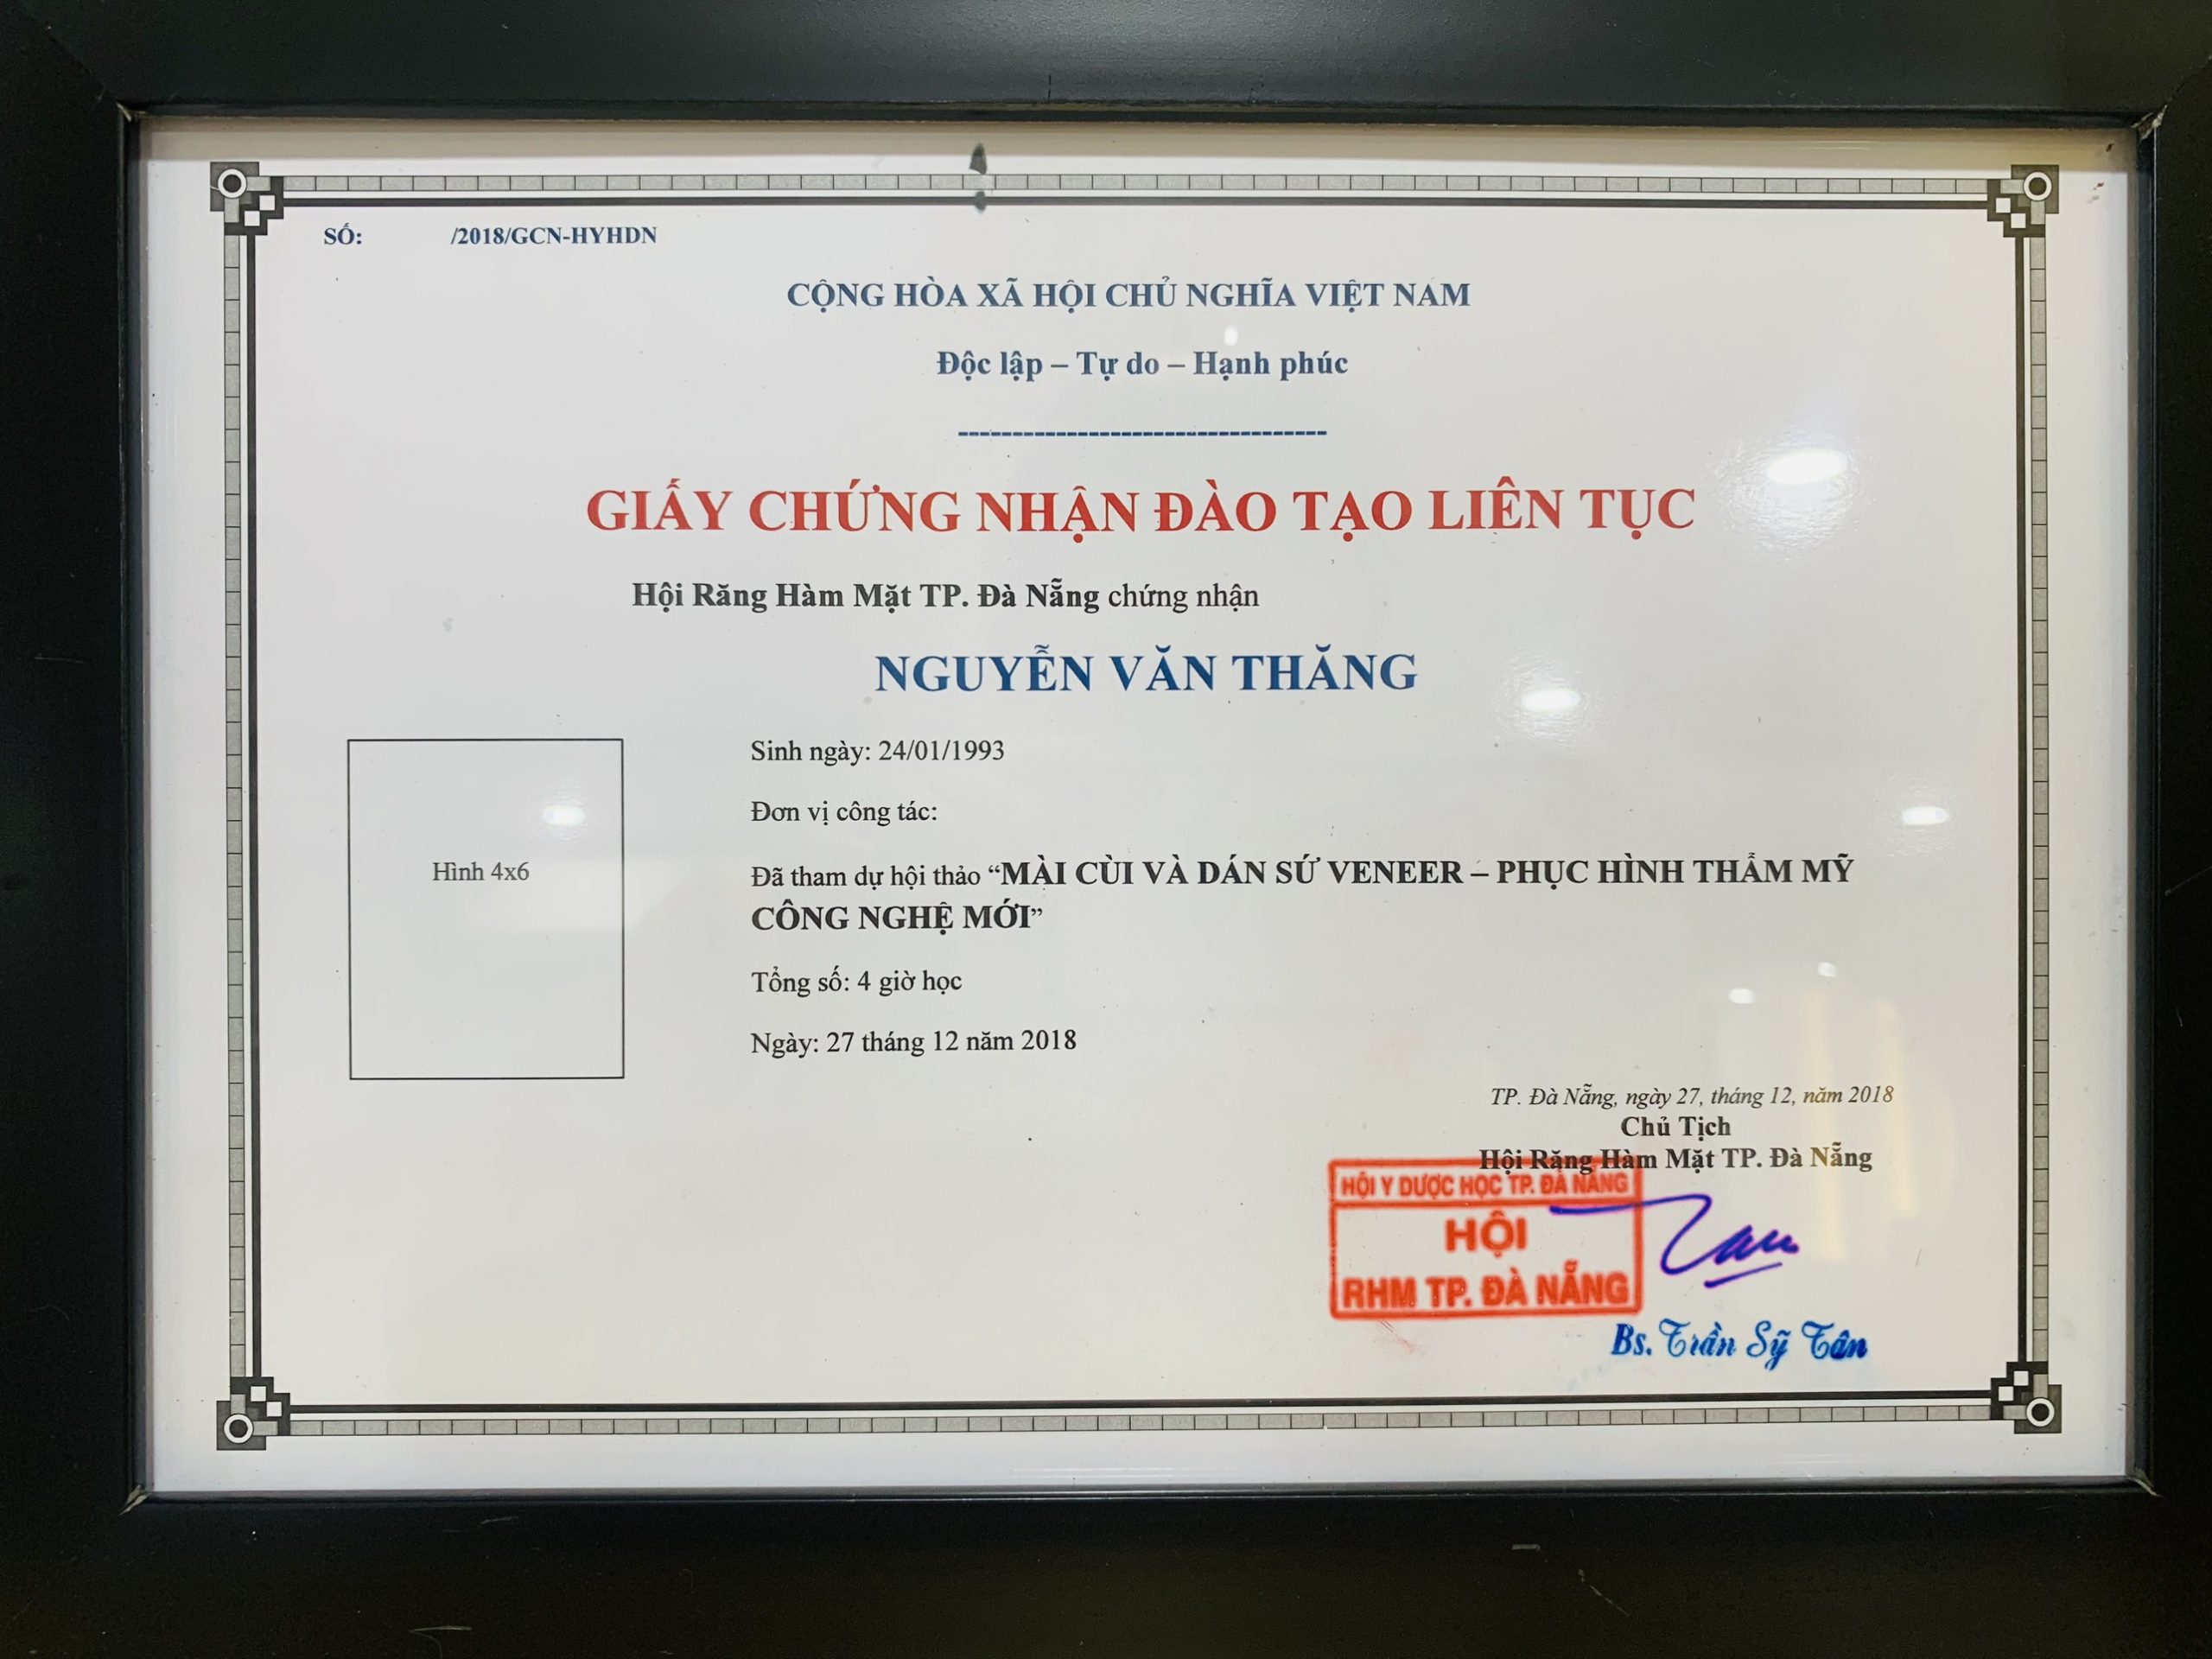 SỐ: /2018/GCN-HYHDN
CỘNG HÒA XÃ HỘI CHỦ NGHĨA VIỆT NAM
Độc lập – Tự do – Hạnh phúc
----------------------------------
GIẤY CHỨNG NHẬN ĐÀO TẠO LIÊN TỤC
Hội Răng Hàm Mặt TP. Đà Nẵng chứng nhận
NGUYỄN VĂN THĂNG
Sinh ngày: 24/01/1993
Đơn vị công tác:
Hình 4x6
Đã tham dự hội thảo “MÀI CÙI VÀ DÁN SỨ VENEER – PHỤC HÌNH THẨM MỸ
CÔNG NGHỆ MỚI”
Tổng số: 4 giờ học
Ngày: 27 tháng 12 năm 2018
TP. Đà Nẵng, ngày 27, tháng 12, năm 2018
Chủ Tịch
Hội Răng Hàm Mặt TP. Đà Nẵng
HỘI Y DƯỢC HỌC TP. ĐÀ NẴNG
HỘI
RHM TP. ĐÀ NẴNG
Tân
Bs. Trần Sỹ Tân